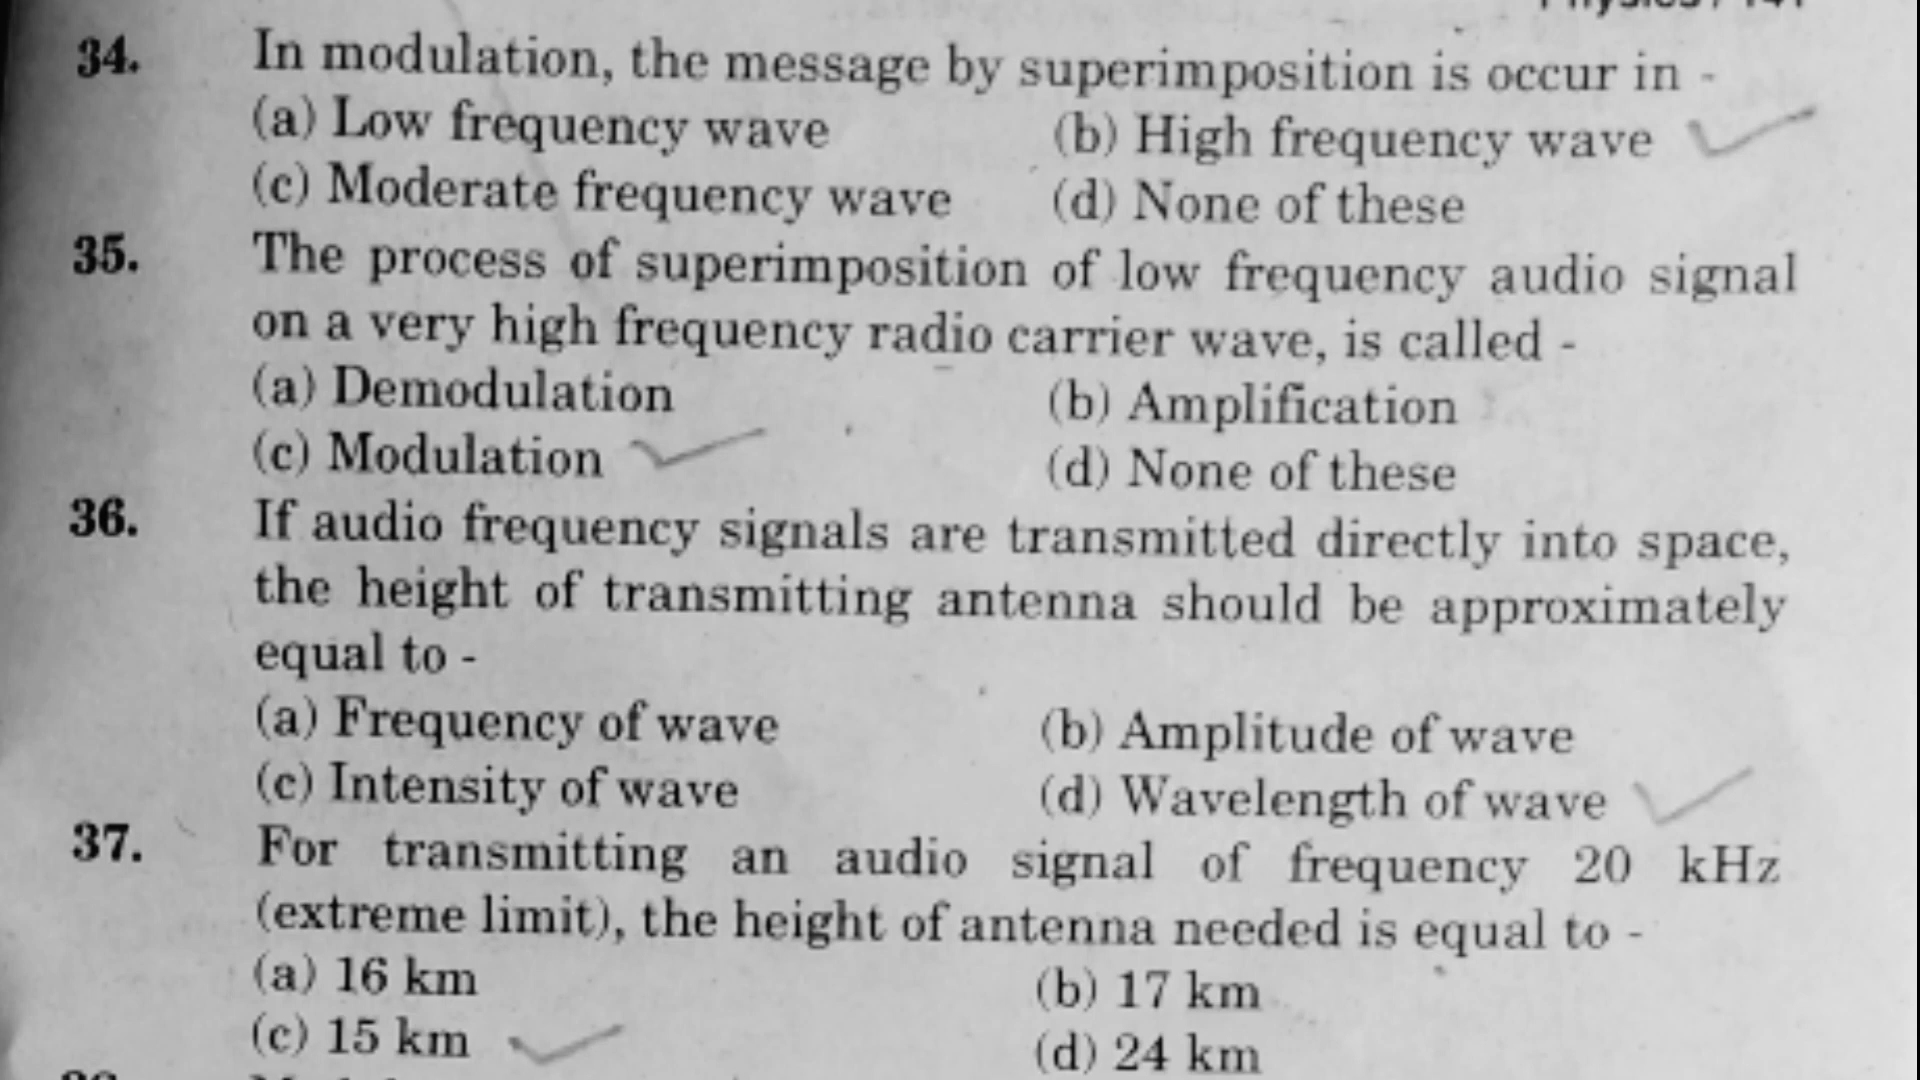 34. In modulation, the message by superimposition is occur in -
(a) Low frequency wave (b) High frequency wave
(c) Moderate frequency wave (d) None of these
35. The process of superimposition of low frequency audio signal
on a very high frequency radio carrier wave, is called -
(a) Demodulation (b) Amplification
(c) Modulation (d) None of these
36. If audio frequency signals are transmitted directly into space,
the height of transmitting antenna should be approximately
equal to -
(a) Frequency of wave (b) Amplitude of wave
(c) Intensity of wave (d) Wavelength of wave
37. For transmitting an audio signal of frequency 20 kHz
(extreme limit), the height of antenna needed is equal to -
(a) 16 km (b) 17 km
(c) 15 km (d) 24 km